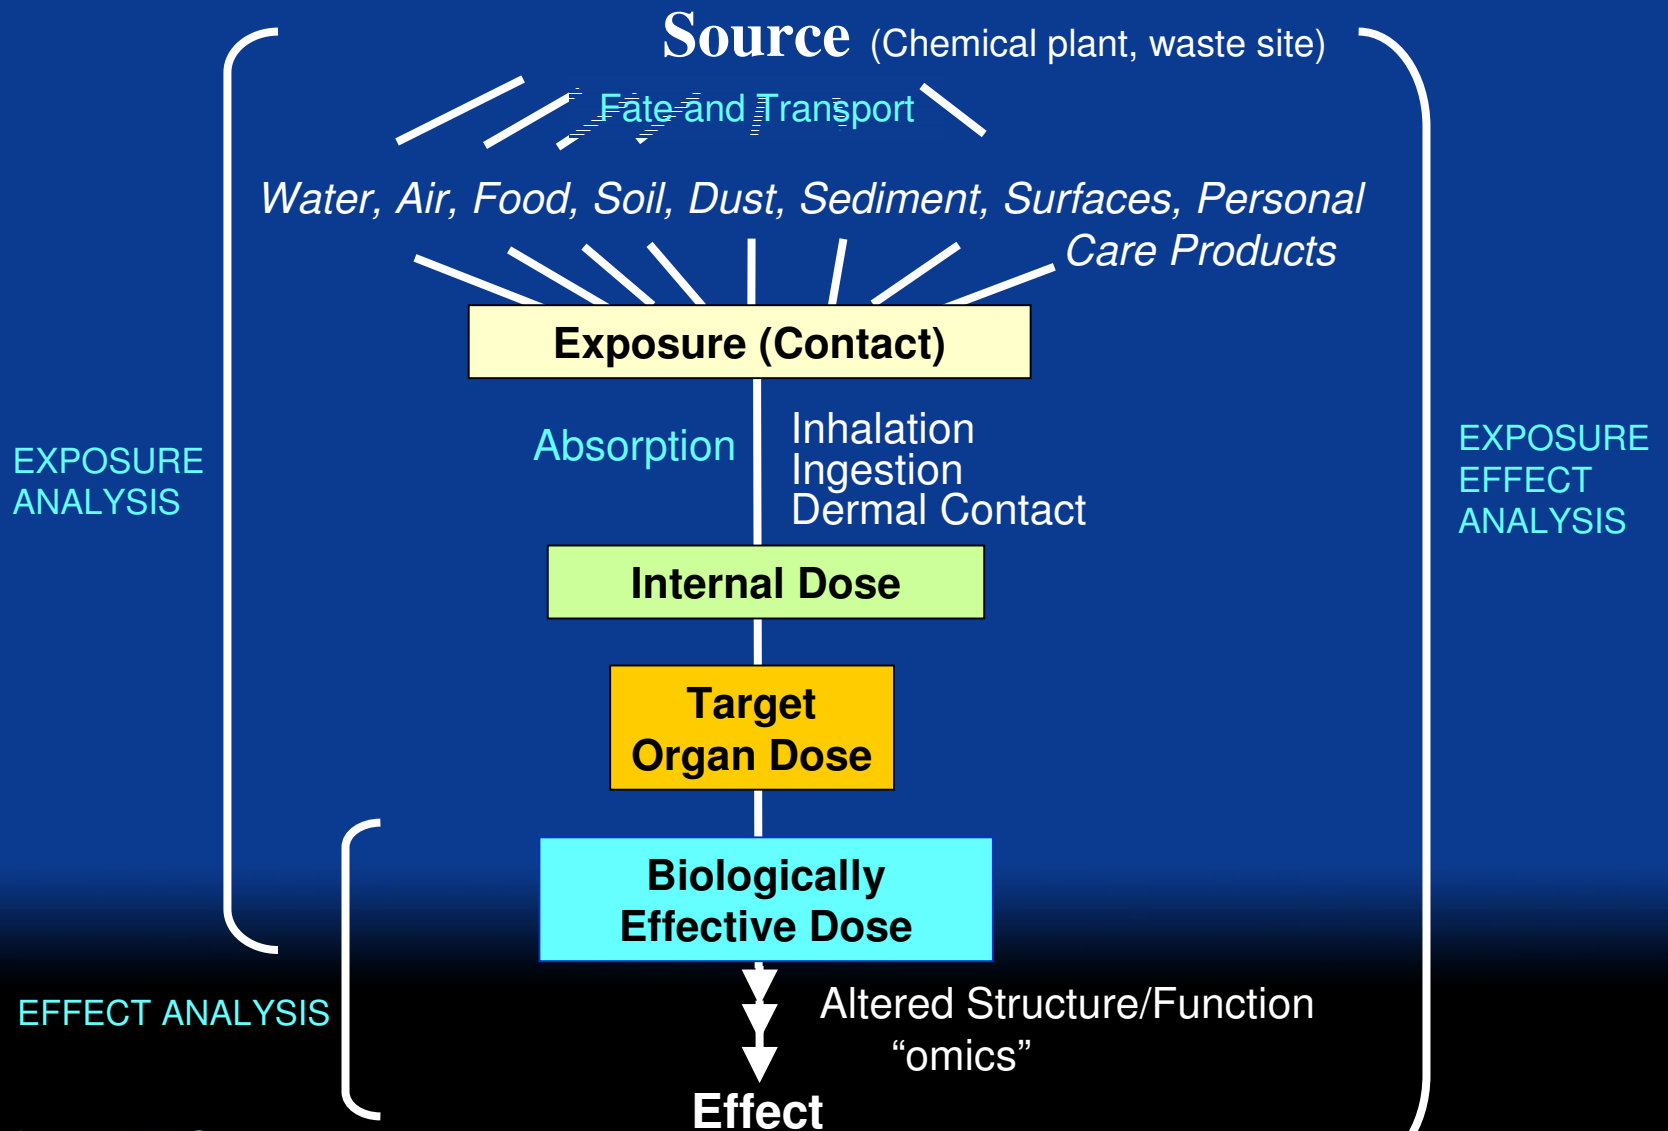 Source (Chemical plant, waste site)
Fate and Transport
Water, Air, Food, Soil, Dust, Sediment, Surfaces, Personal
Care Products
Exposure (Contact)
EXPOSURE
ANALYSIS
Absorption
Inhalation
Ingestion
Dermal Contact
EXPOSURE
EFFECT
ANALYSIS
Internal Dose
Target
Organ Dose
Biologically
Effective Dose
EFFECT ANALYSIS
Altered Structure/Function
“omics”
Effect